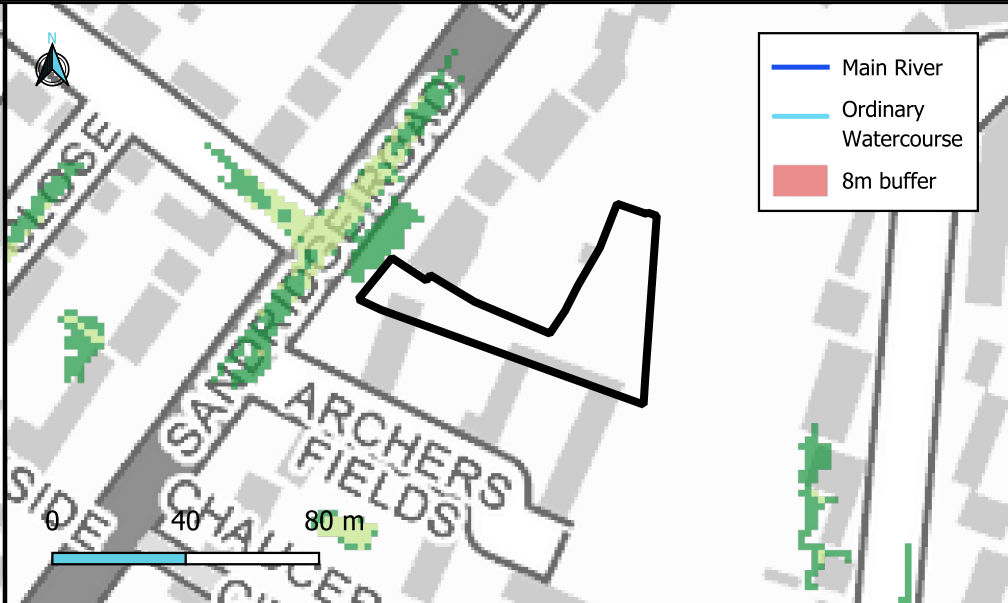 N
CLOSE
SANDRIDGE ROAD
ARCHERS
FIELDS
CHAUCER
SIDE
0 40 80 m
Main River
Ordinary
Watercourse
8m buffer